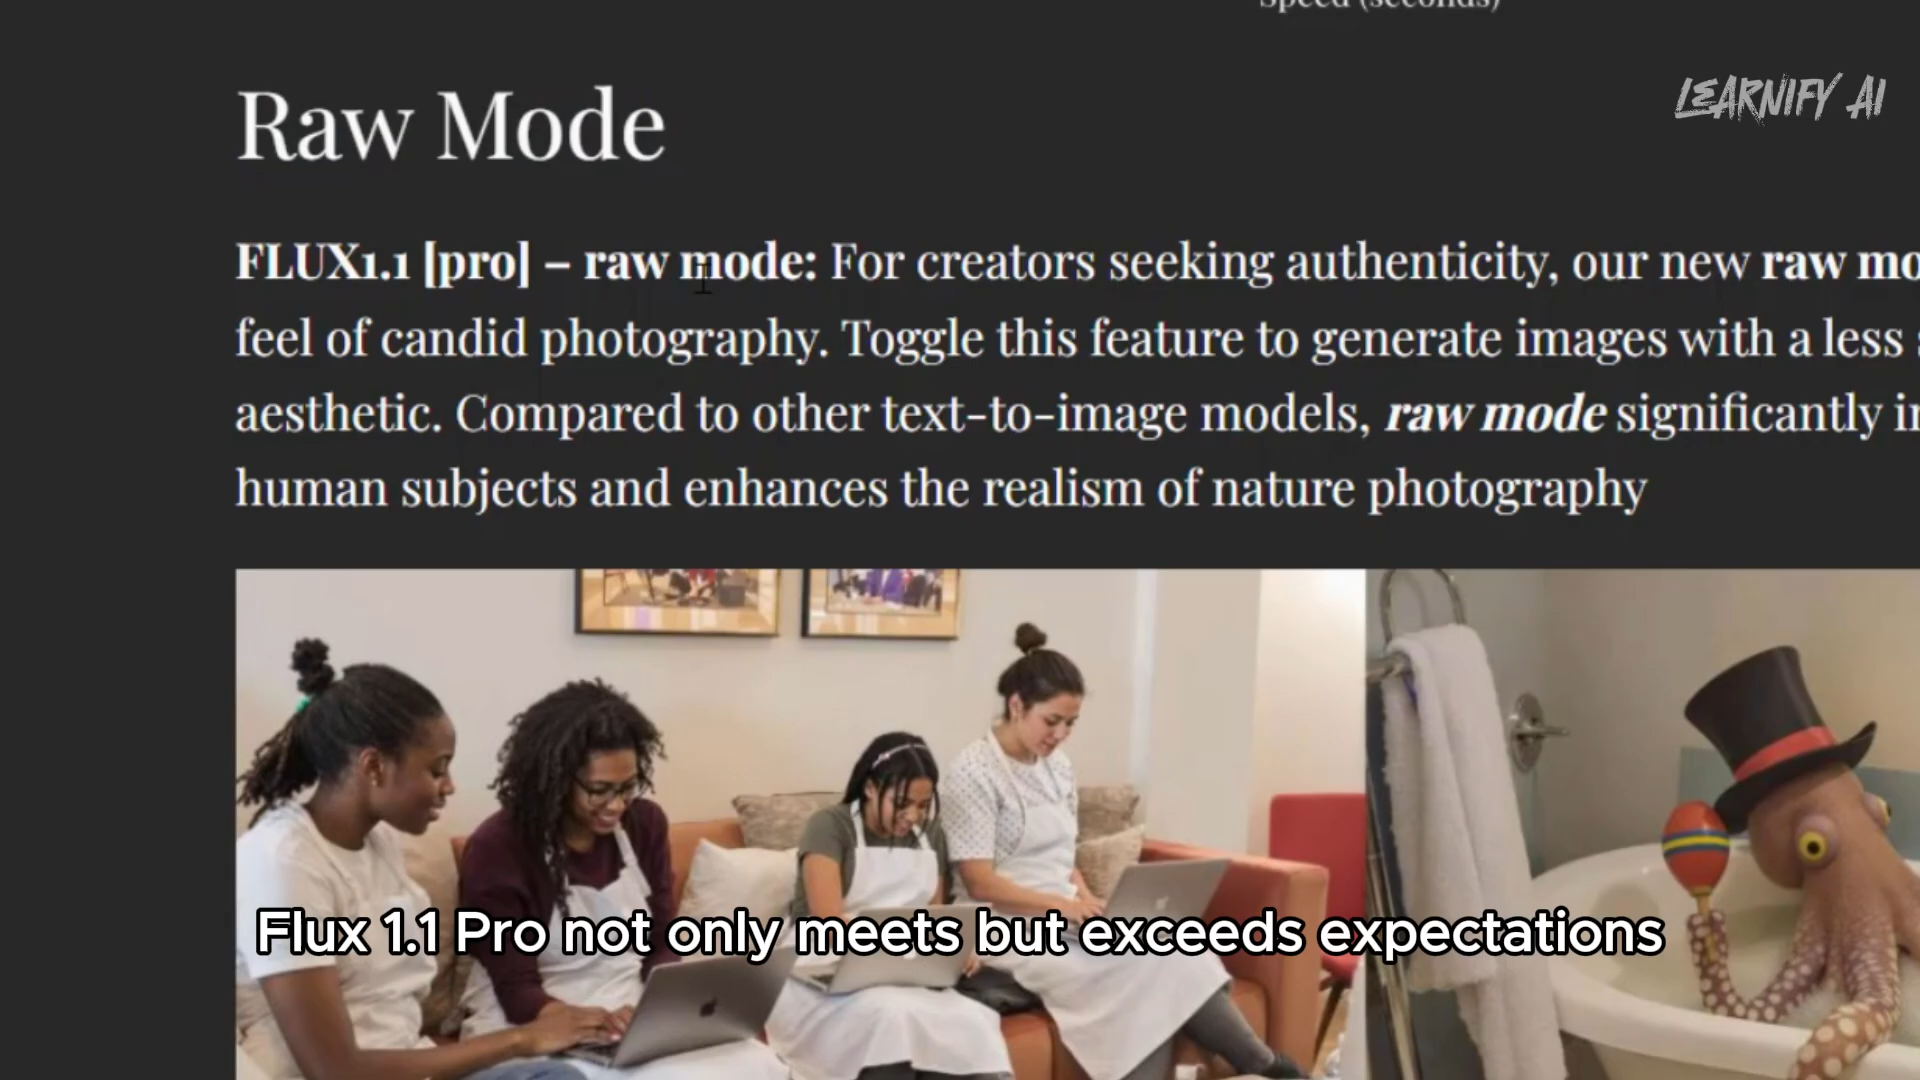 Speed (seconds)
LEARNIFY AI
Raw Mode
FLUX1.1 [pro] – raw mode: For creators seeking authenticity, our new raw mo
feel of candid photography. Toggle this feature to generate images with a less
aesthetic. Compared to other text-to-image models, raw mode significantly
human subjects and enhances the realism of nature photography
Flux 1.1 Pro not only meets but exceeds expectations